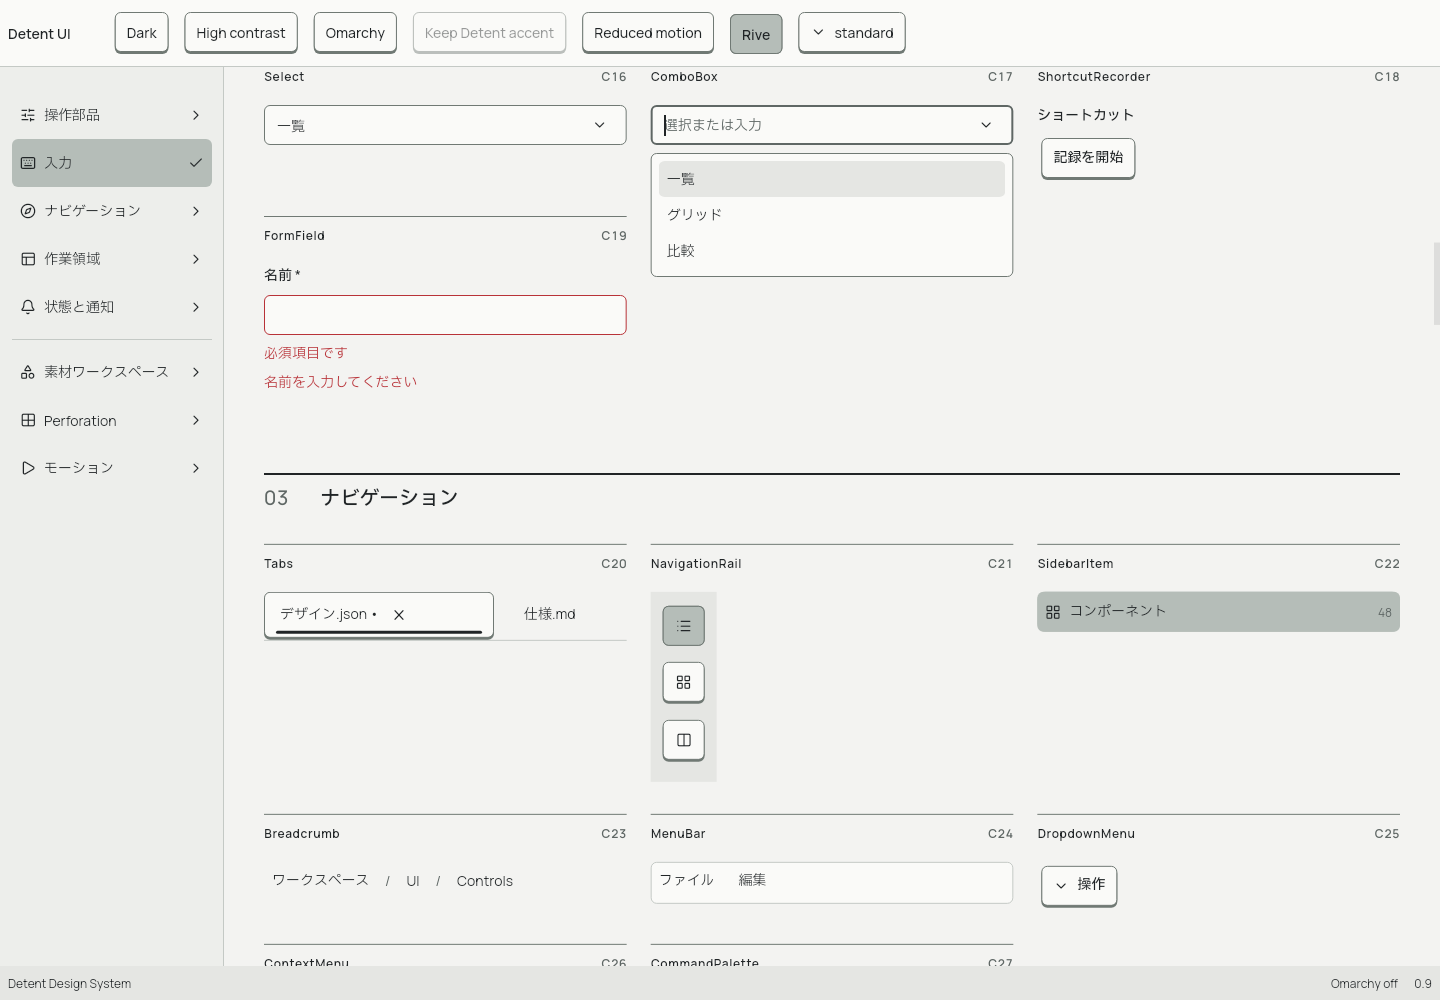 Detent UI
Dark
High contrast
Omarchy
Keep Detent accent
Reduced motion
Rive
standard
操作部品
入力
ナビゲーション
作業領域
状態と通知
素材ワークスペース
Perforation
モーション
Select C16
一覧
ComboBox C17
選択または入力
一覧
グリッド
比較
ShortcutRecorder C18
ショートカット
記録を開始
FormField C19
名前 *
必須項目です
名前を入力してください
03 ナビゲーション
Tabs C20
デザイン.json •
仕様.md
NavigationRail C21
SidebarItem C22
コンポーネント 48
Breadcrumb C23
ワークスペース / UI / Controls
MenuBar C24
ファイル 編集
DropdownMenu C25
操作
ContextMenu C26
CommandPalette C27
Detent Design System
Omarchy off 0.9